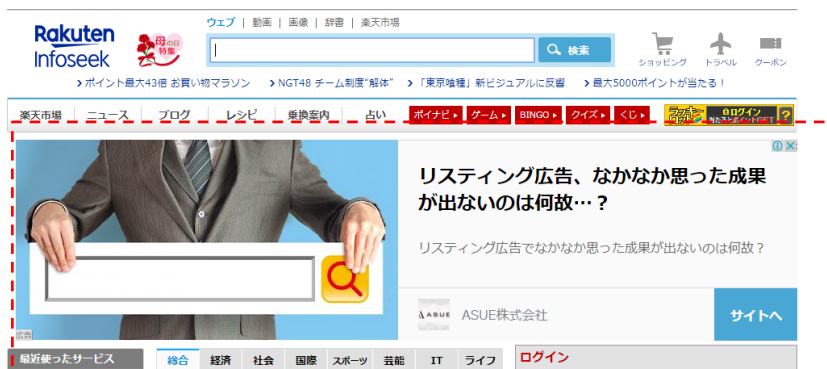 ウェブ | 動画 | 画像 | 辞書 | 楽天市場
Rakuten
Infoseek
母の日
特集
検索
ショッピング トラベル クーポン
ポイント最大43倍 お買い物マラソン NGT48 チーム制度“解体” 「東京喰種」新ビジュアルに反響 最大5000ポイントが当たる!
楽天市場 ニュース ブログ レシピ 乗換案内 占い ポイナビ ゲーム BINGO クイズ くじ
リスティング広告、なかなか思った成果
が出ないのは何故…?
リスティング広告でなかなか思った成果が出ないのは何故?
ASUE ASUE株式会社 サイトへ
広告
最近使ったサービス 総合 経済 社会 国際 スポーツ 芸能 IT ライフ ログイン